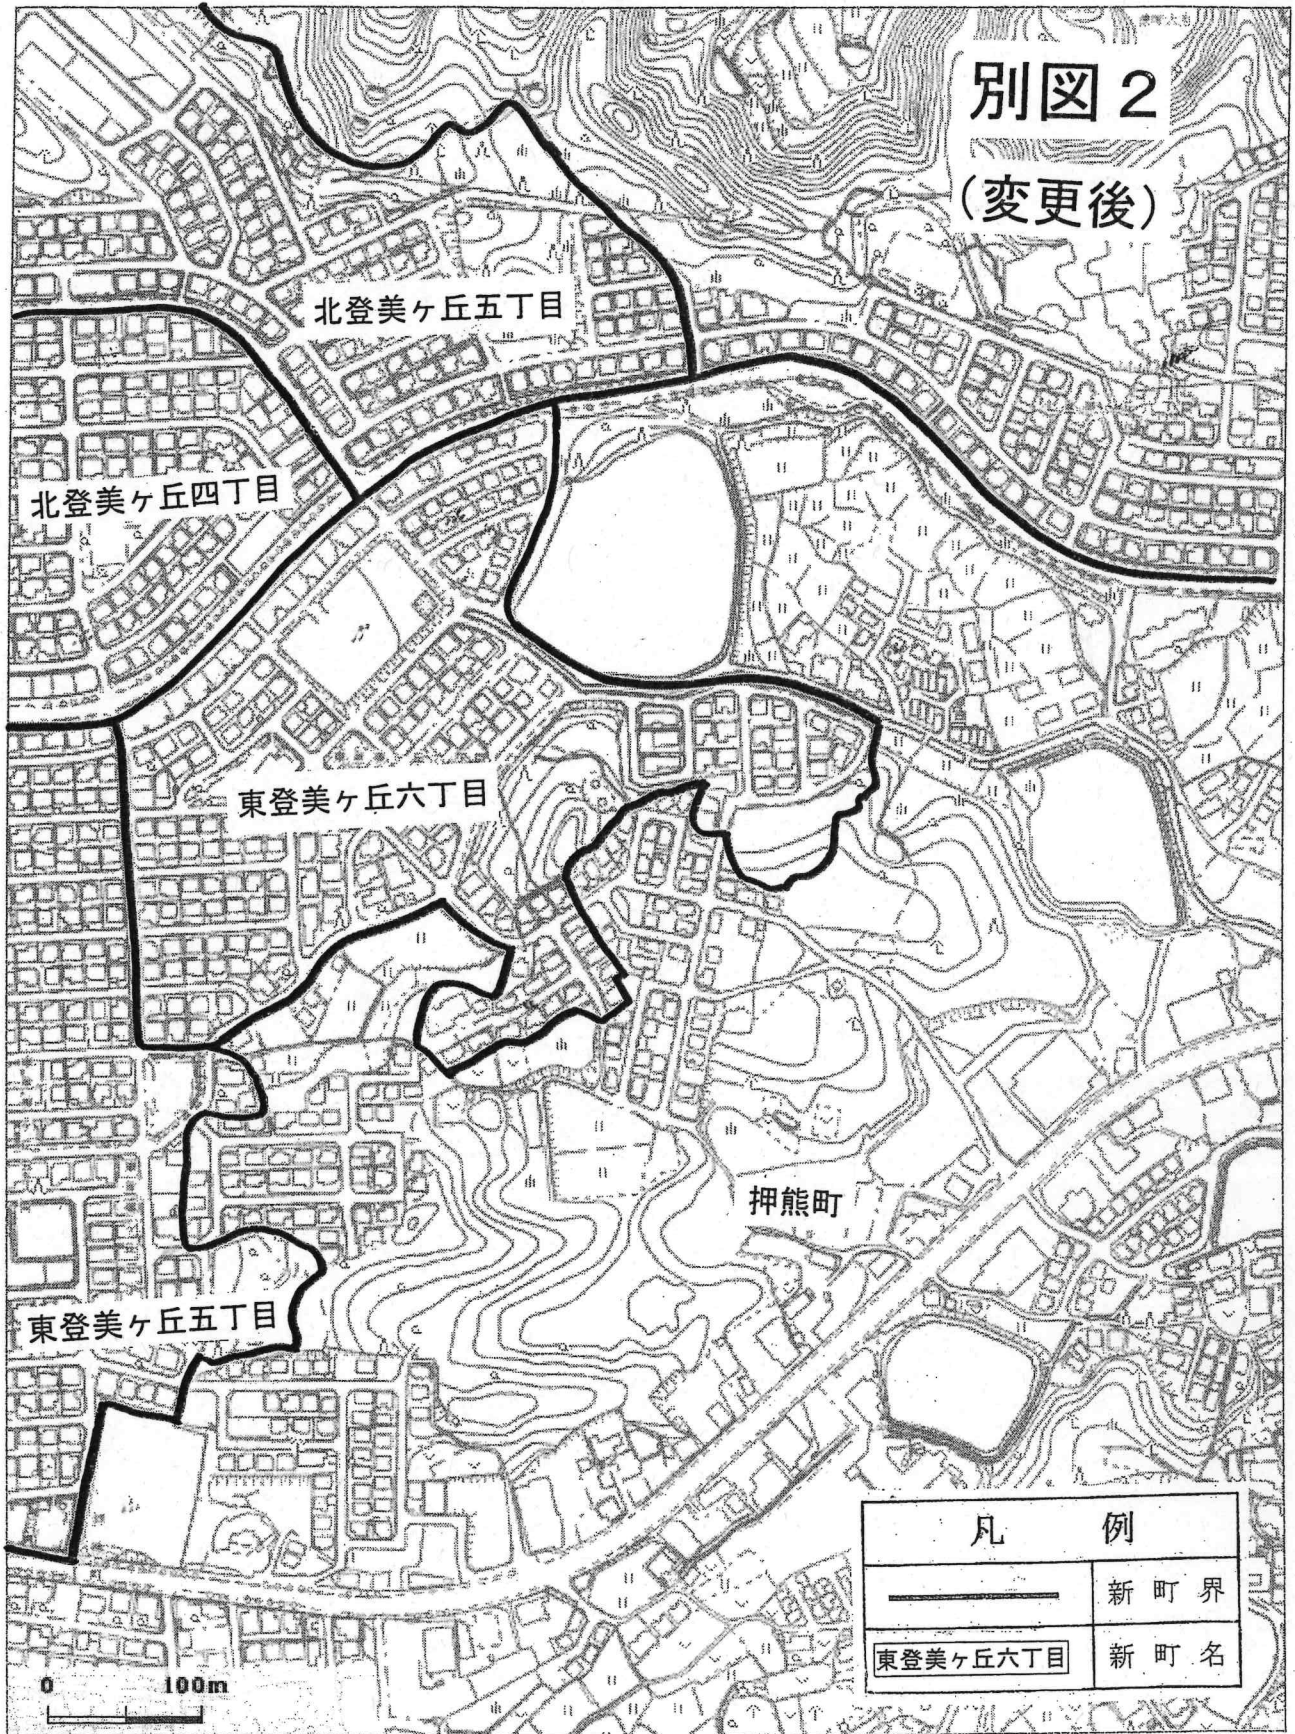 別図2
(変更後)
北登美ヶ丘五丁目
北登美ヶ丘四丁目
東登美ヶ丘六丁目
押熊町
東登美ヶ丘五丁目
凡例
新町界
東登美ヶ丘六丁目 新町名
0 100m